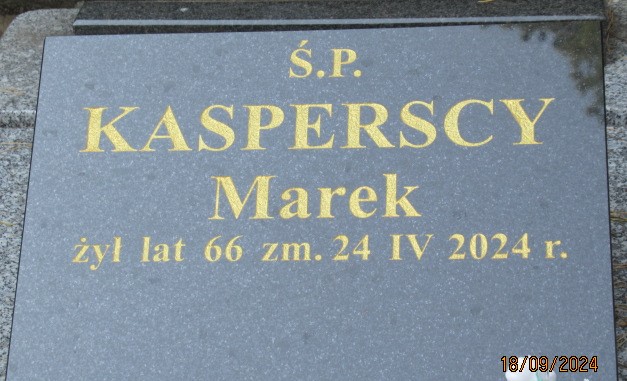 Ś.P.
KASPERSCY
Marek
żył lat 66 zm. 24 IV 2024 r.
18/09/2024